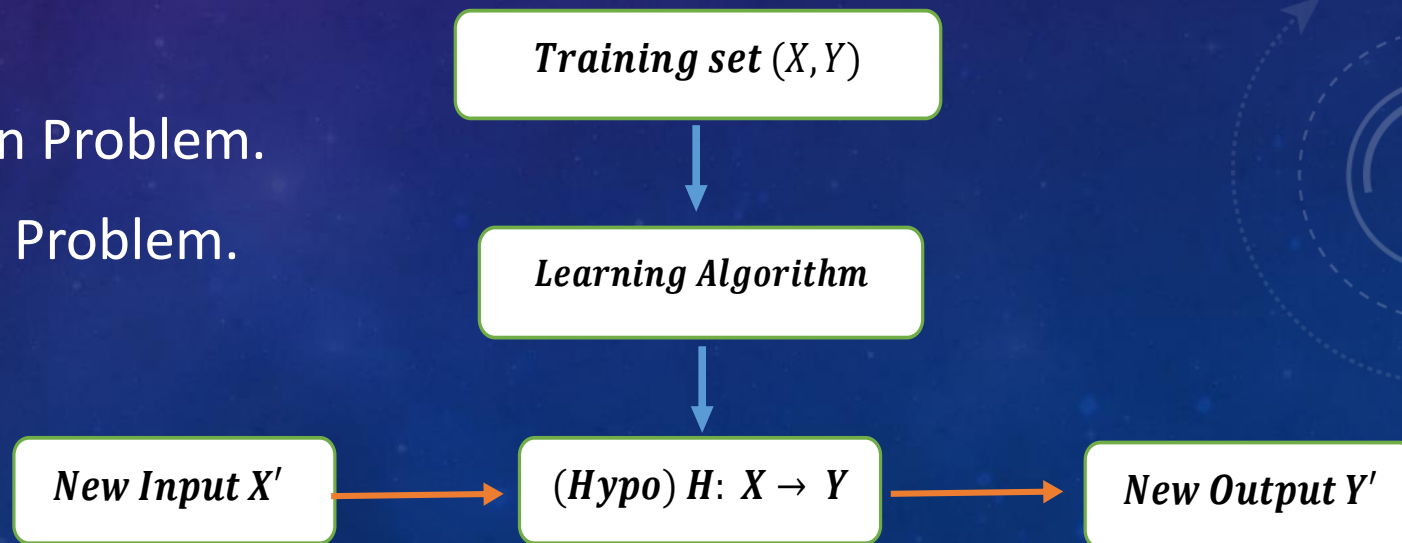 Training set (X, Y)
n Problem.
Problem.
Learning Algorithm
New Input X′
(Hypo) H: X → Y
New Output Y′